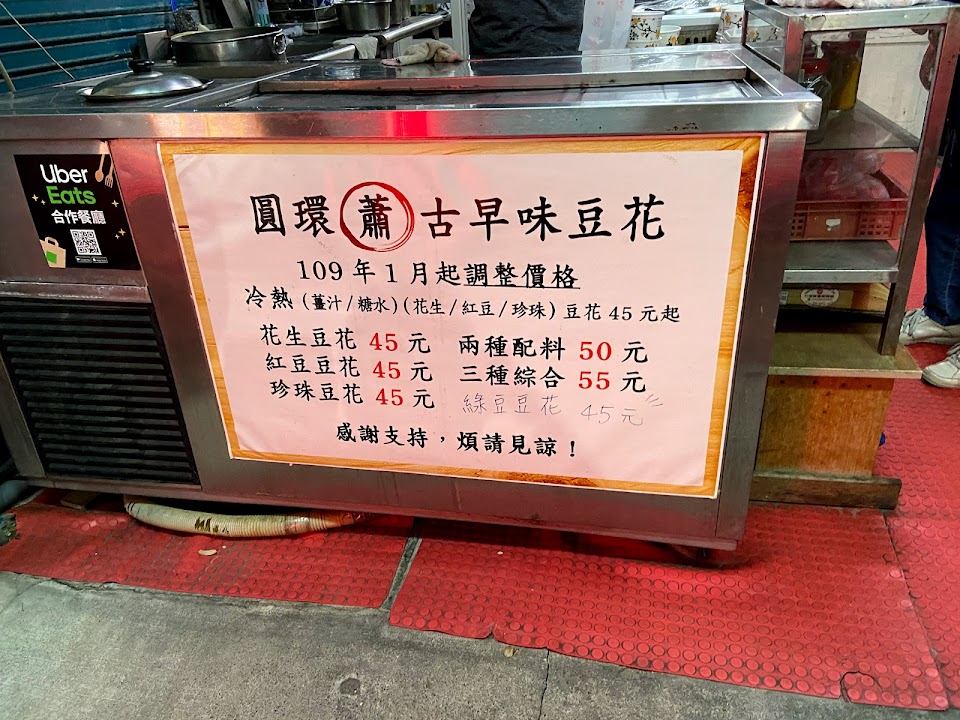 Uber
Eats
合作餐廳
圓環蕭古早味豆花
109年1月起調整價格
冷熱(薑汁/糖水)(花生/紅豆/珍珠)豆花45元起
花生豆花 45元 兩種配料 50元
紅豆豆花 45元 三種綜合 55元
珍珠豆花 45元 綠豆豆花 45元
感謝支持，煩請見諒！